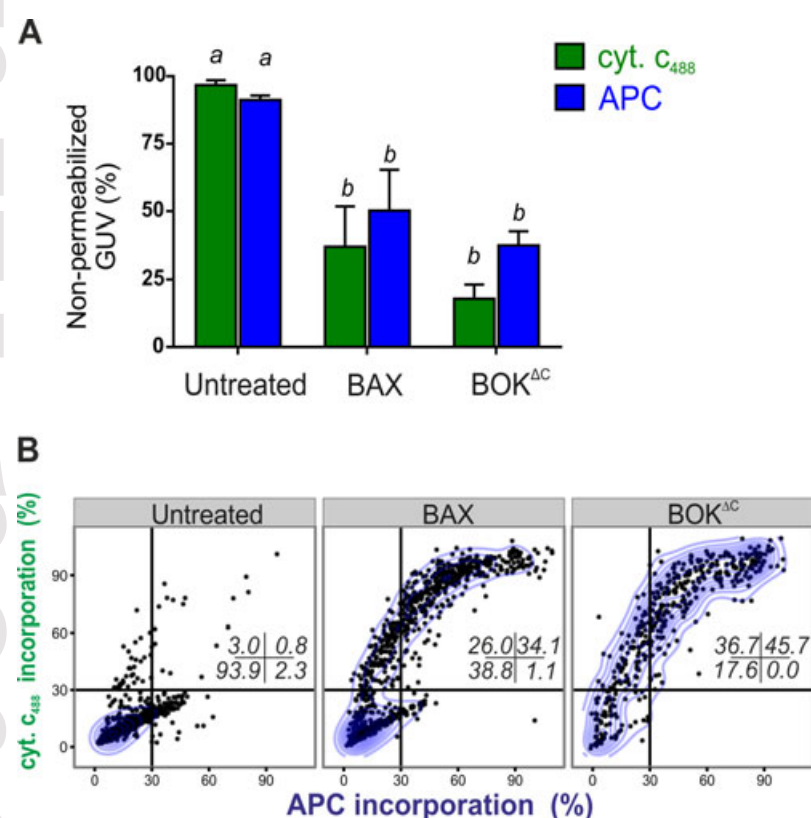 A
a a
cyt. c488
APC
Non-permeabilized
GUV (%)
100
75
50
25
0
b b
b b
Untreated BAX BOKΔC
B
cyt. c488 incorporation (%)
Untreated BAX BOKΔC
90
60
30
0
3.0 0.8
93.9 2.3
26.0 34.1
38.8 1.1
36.7 45.7
17.6 0.0
0 30 60 90 0 30 60 90 0 30 60 90
APC incorporation (%)